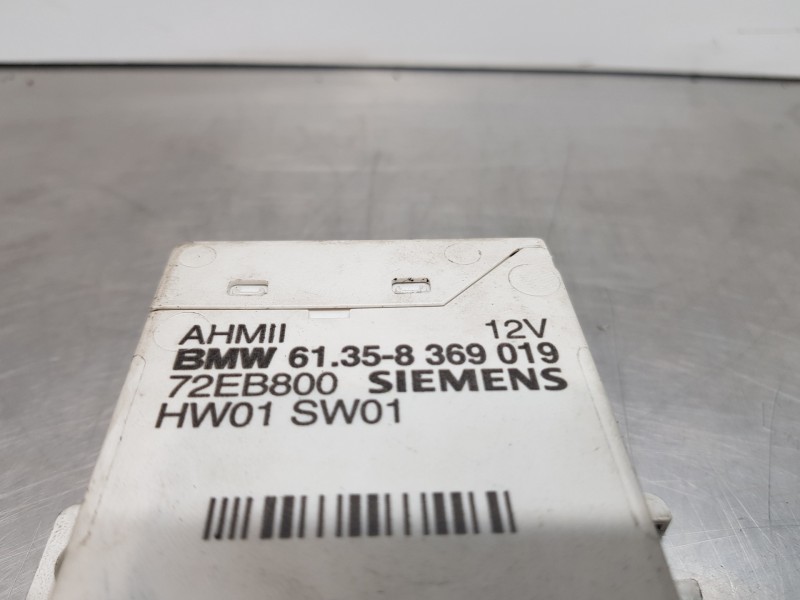 AHMII 12V
BMW 61.35-8 369 019
72EB800 SIEMENS
HW01 SW01